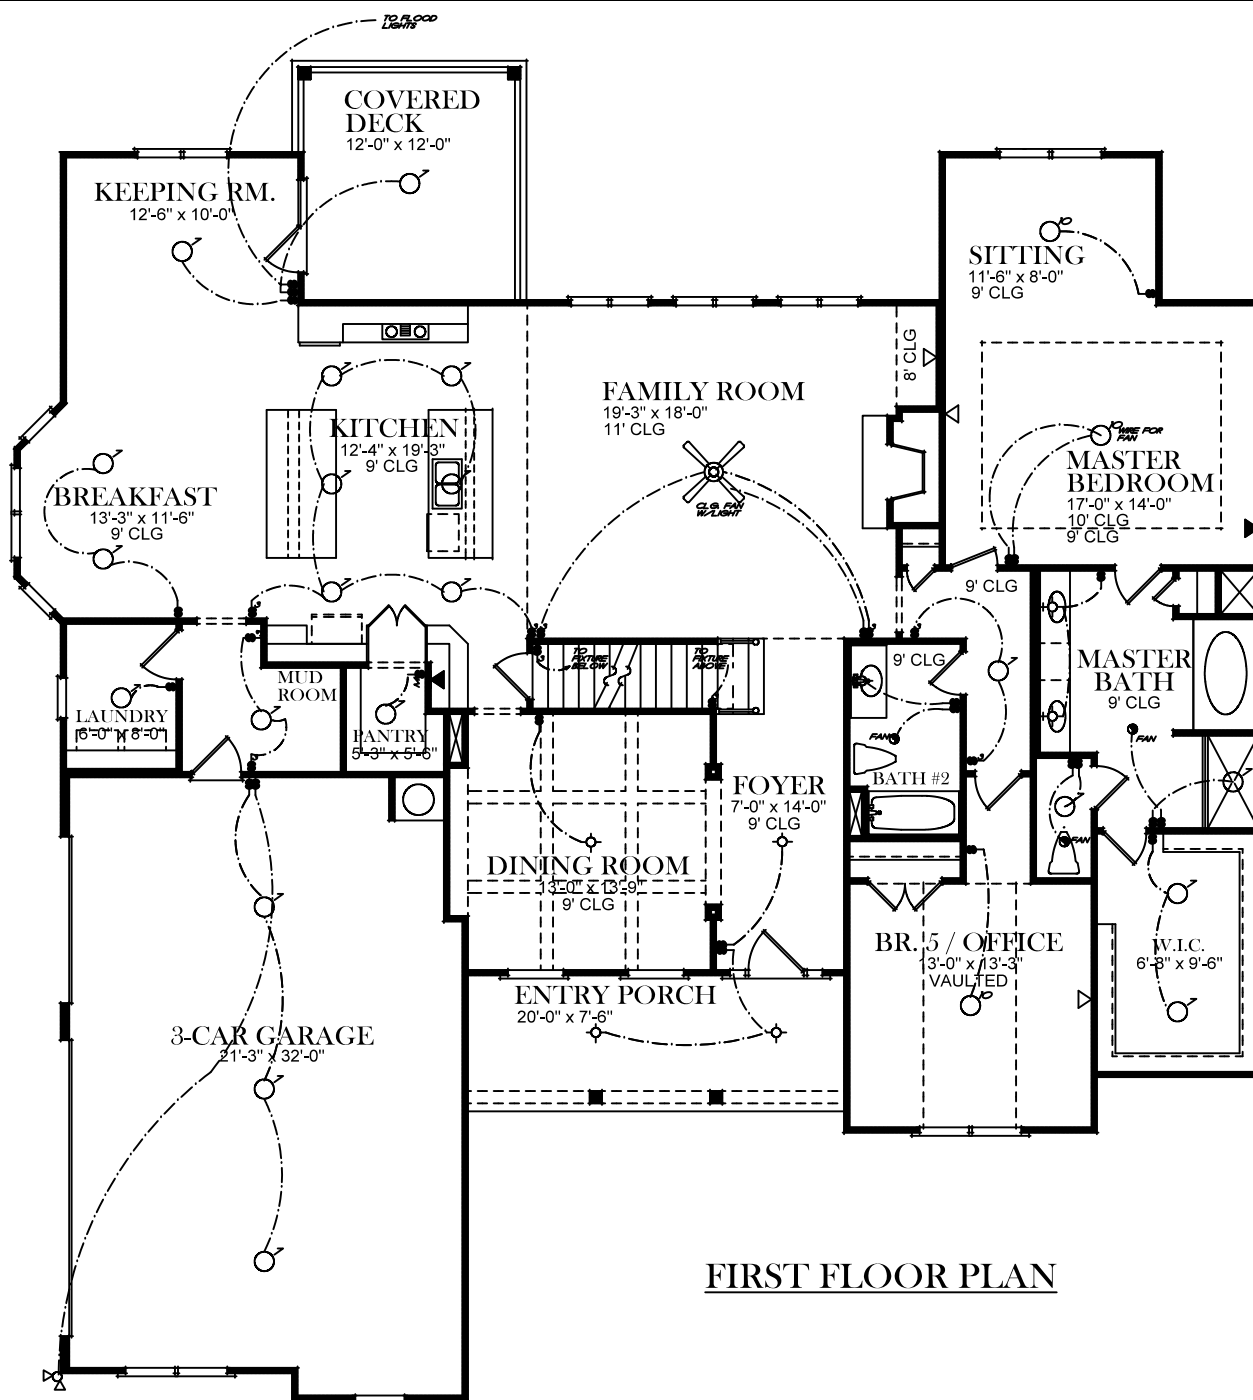 TO FLOOD
LIGHTS
COVERED
DECK
12'-0" x 12'-0"
KEEPING RM.
12'-6" x 10'-0"
SITTING
11'-6" x 8'-0"
9' CLG
8' CLG
FAMILY ROOM
19'-3" x 18'-0"
11' CLG
KITCHEN
12'-4" x 19'-3"
9' CLG
WIRE FOR
FAN
MASTER
BEDROOM
17'-0" x 14'-0"
10' CLG
9' CLG
BREAKFAST
13'-3" x 11'-6"
9' CLG
CLG. FAN
W/LIGHT
9' CLG
TO
FIXTURE
BELOW
TO
FIXTURE
ABOVE
9' CLG
MUD
ROOM
MASTER
BATH
9' CLG
LAUNDRY
6'-0" x 8'-0"
PANTRY
5'-3" x 5'-6"
FAN
FAN
BATH #2
FOYER
7'-0" x 14'-0"
9' CLG
FAN
DINING ROOM
13'-0" x 13'-9"
9' CLG
BR. 5 / OFFICE
13'-0" x 13'-3"
VAULTED
W.I.C.
6'-8" x 9'-6"
ENTRY PORCH
20'-0" x 7'-6"
3-CAR GARAGE
21'-3" x 32'-0"
FIRST FLOOR PLAN